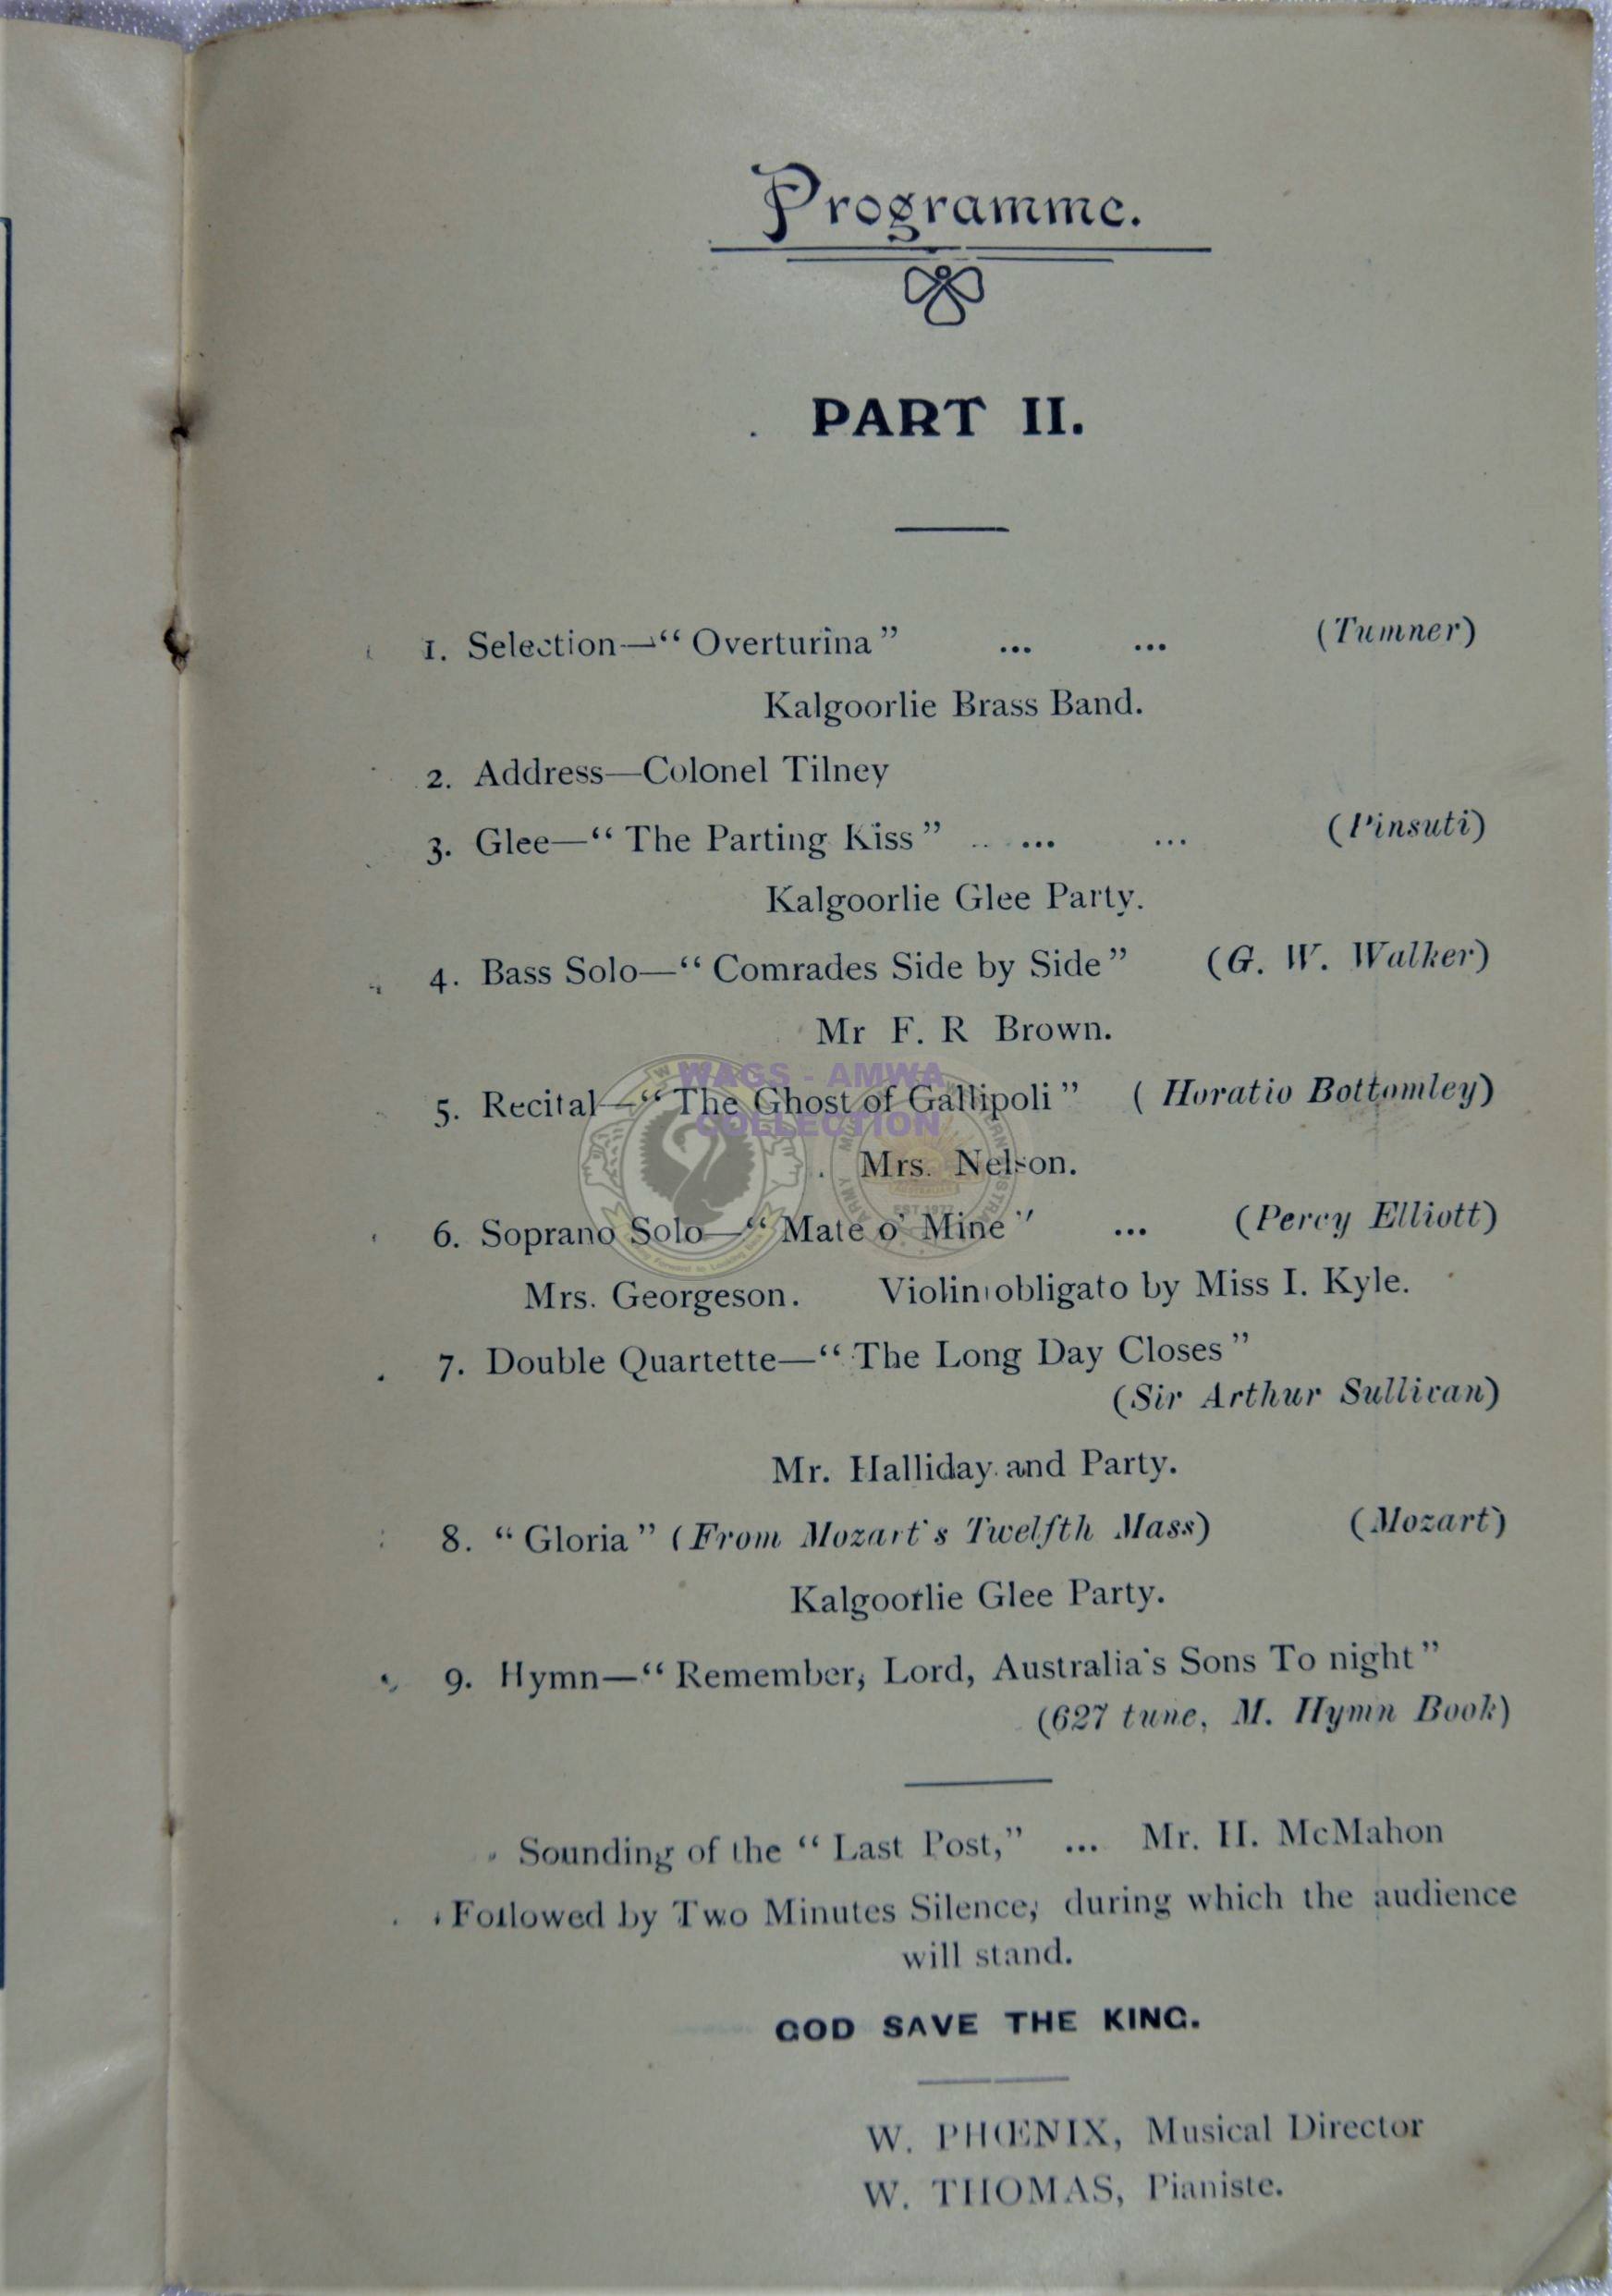 Programme.
PART II.
1. Selection—“ Overturina ” ... ... (Tumner)
Kalgoorlie Brass Band.
2. Address—Colonel Tilney
3. Glee—“ The Parting Kiss ” ... ... (Pinsuti)
Kalgoorlie Glee Party.
4. Bass Solo—“ Comrades Side by Side ” (G. W. Walker)
Mr F. R Brown.
WAGS - AMWA
COLLECTION
5. Recital—“ The Ghost of Gallipoli ” ( Horatio Bottomley)
Mrs. Nelson.
EST 1977
6. Soprano Solo—“ Mate o' Mine ” ... (Percy Elliott)
Mrs. Georgeson. Violin obligato by Miss I. Kyle.
7. Double Quartette—“ The Long Day Closes ”
(Sir Arthur Sullivan)
Mr. Halliday and Party.
8. “ Gloria ” (From Mozart's Twelfth Mass) (Mozart)
Kalgoorlie Glee Party.
9. Hymn—“ Remember, Lord, Australia's Sons To night ”
(627 tune, M. Hymn Book)
Sounding of the “ Last Post,” ... Mr. H. McMahon
Followed by Two Minutes Silence, during which the audience
will stand.
GOD SAVE THE KING.
W. PHŒNIX, Musical Director
W. THOMAS, Pianiste.